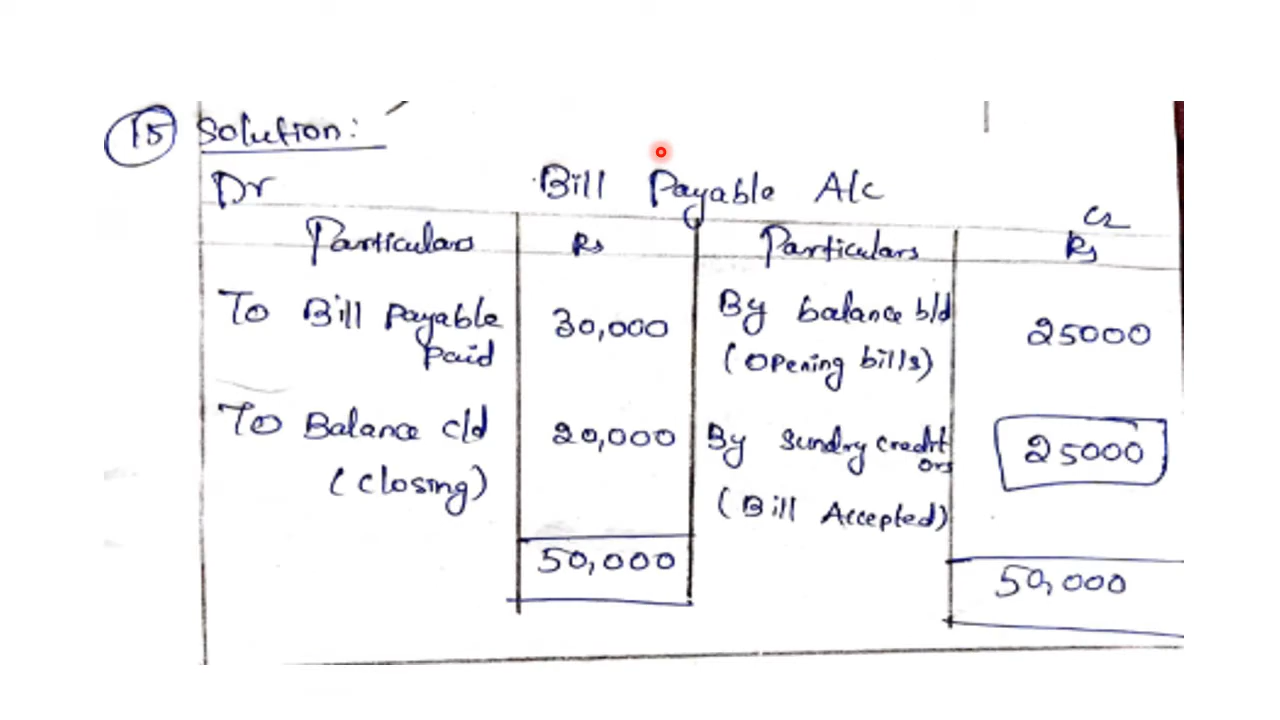 15 Solution:
Dr Bill Payable A/c Cr
Particulars Rs Particulars Rs
To Bill Payable paid 30,000 By balance b/d (opening bills) 25000
To Balance c/d (closing) 20,000 By Sundry creditors (Bill Accepted) 25000
50,000 50,000